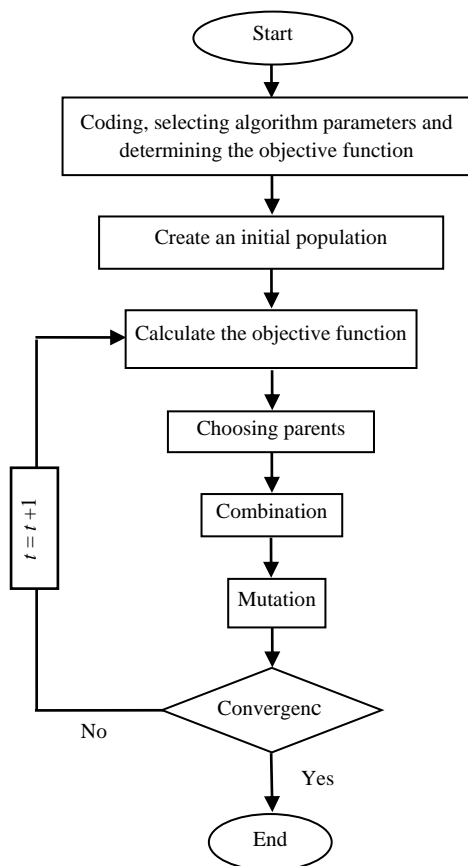 Start
Coding, selecting algorithm parameters and
determining the objective function
Create an initial population
Calculate the objective function
Choosing parents
Combination
t = t +1
Mutation
Convergenc
No
Yes
End